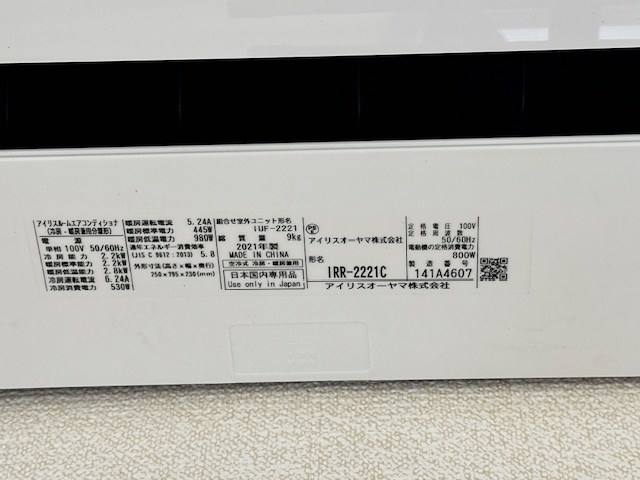 アイリスルームエアコンディショナ
(冷房・暖房兼用分離形)
電源
単相100V 50/60Hz
冷房能力 2.2kW
暖房標準能力 2.2kW
暖房低温能力 2.8kW
冷房運転電流 6.24A
冷房消費電力 530W
暖房運転電流 5.24A
暖房標準電力 445W
暖房低温電力 980W
通年エネルギー消費効率
(JIS C 9612:2013) 5.8
外形寸法(高さ×幅×奥行)
250×795×230(mm)
組合せ室外ユニット形名
IUF-2221
総質量 9kg
2021年製
MADE IN CHINA
空冷式 冷房・暖房兼用
日本国内専用品
Use only in Japan
PS
E
アイリスオーヤマ株式会社
形名
IRR-2221C
アイリスオーヤマ株式会社
定格電圧 100V
定格周波数
50/60Hz
電動機の定格消費電力
800W
製造番号
141A4607